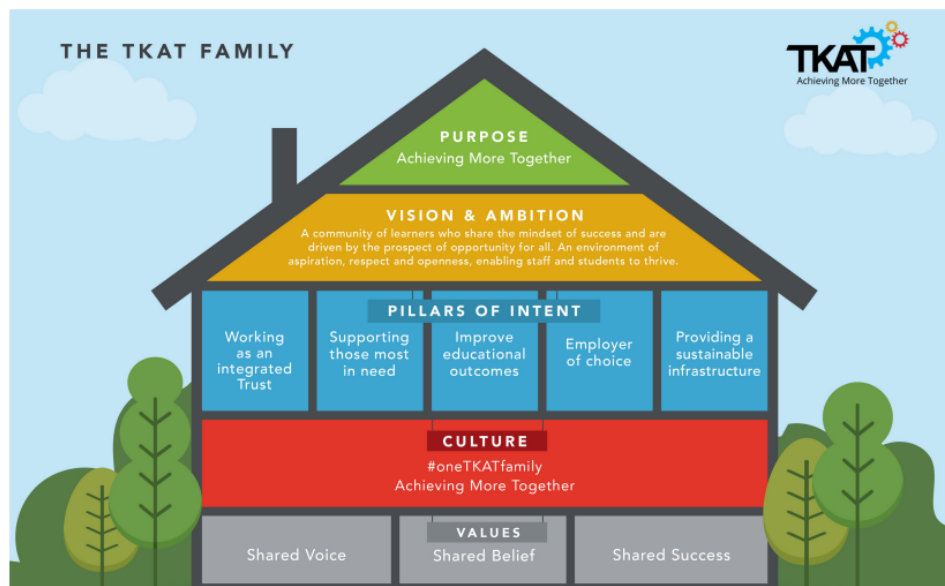 THE TKAT FAMILY
TKAT
Achieving More Together
PURPOSE
Achieving More Together
VISION & AMBITION
A community of learners who share the mindset of success and are
driven by the prospect of opportunity for all. An environment of
aspiration, respect and openness, enabling staff and students to thrive.
PILLARS OF INTENT
Working
as an
integrated
Trust
Supporting
those most
in need
Improve
educational
outcomes
Employer
of choice
Providing a
sustainable
infrastructure
CULTURE
#oneTKATfamily
Achieving More Together
VALUES
Shared Voice
Shared Belief
Shared Success